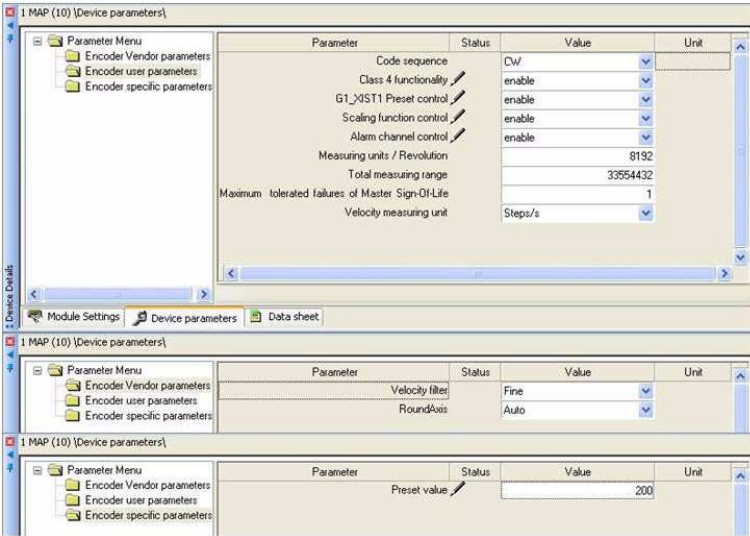 1 MAP (10) \Device parameters\
Parameter Menu
Encoder Vendor parameters
Encoder user parameters
Encoder specific parameters
Parameter Status Value Unit
Code sequence CW
Class 4 functionality enable
G1_XIST1 Preset control enable
Scaling function control enable
Alarm channel control enable
Measuring units / Revolution 8192
Total measuring range 33554432
Maximum tolerated failures of Master Sign-Of-Life 1
Velocity measuring unit Steps/s
Device Details
Module Settings Device parameters Data sheet
1 MAP (10) \Device parameters\
Parameter Menu
Encoder Vendor parameters
Encoder user parameters
Encoder specific parameters
Parameter Status Value Unit
Velocity filter Fine
RoundAxis Auto
1 MAP (10) \Device parameters\
Parameter Menu
Encoder Vendor parameters
Encoder user parameters
Encoder specific parameters
Parameter Status Value Unit
Preset value 200